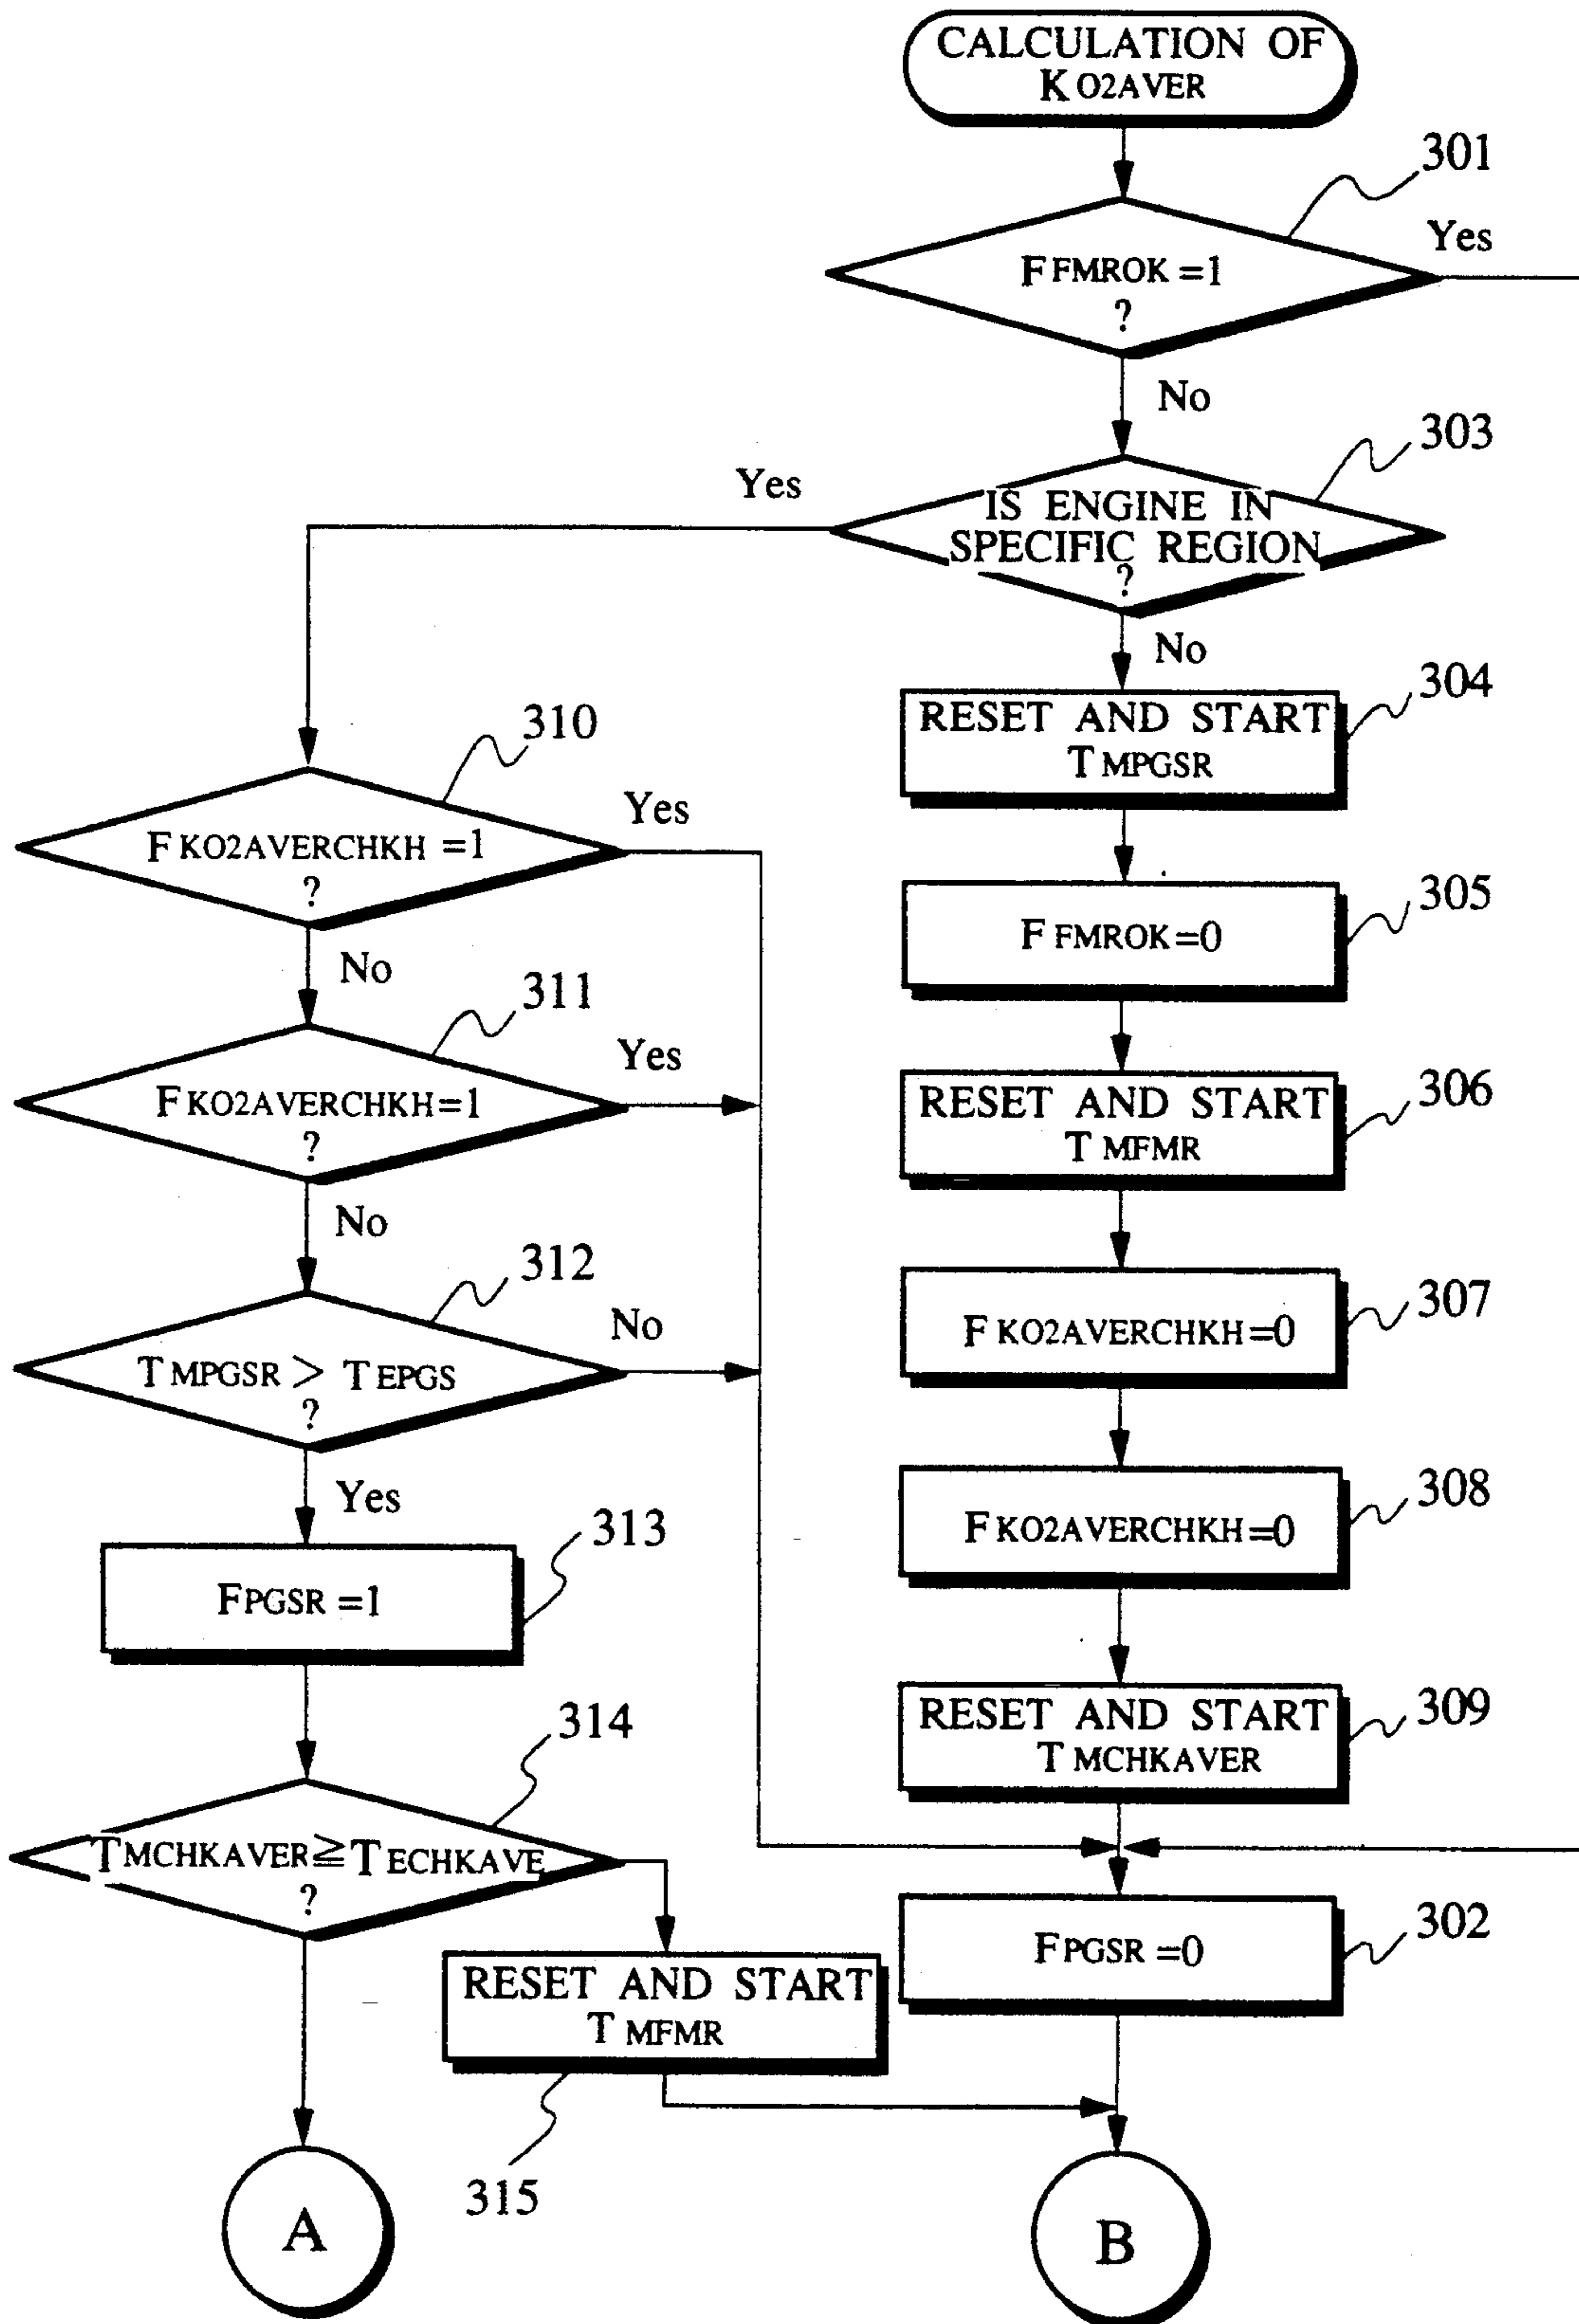 CALCULATION OF
KO2AVER
301
FFMROK=1
?
Yes
No
303
IS ENGINE IN
SPECIFIC REGION
?
Yes
No
304
RESET AND START
TMPGSR
305
FFMROK=0
306
RESET AND START
TMFMR
307
FKO2AVERCHKH=0
308
FKO2AVERCHKH=0
309
RESET AND START
TMCHKAVER
302
FPGSR=0
310
FKO2AVERCHKH=1
?
Yes
No
311
FKO2AVERCHKH=1
?
Yes
No
312
TMPGSR > TEPGS
?
No
Yes
313
FPGSR=1
314
TMCHKAVER≧TECHKAVE
?
RESET AND START
TMFMR
315
A
B